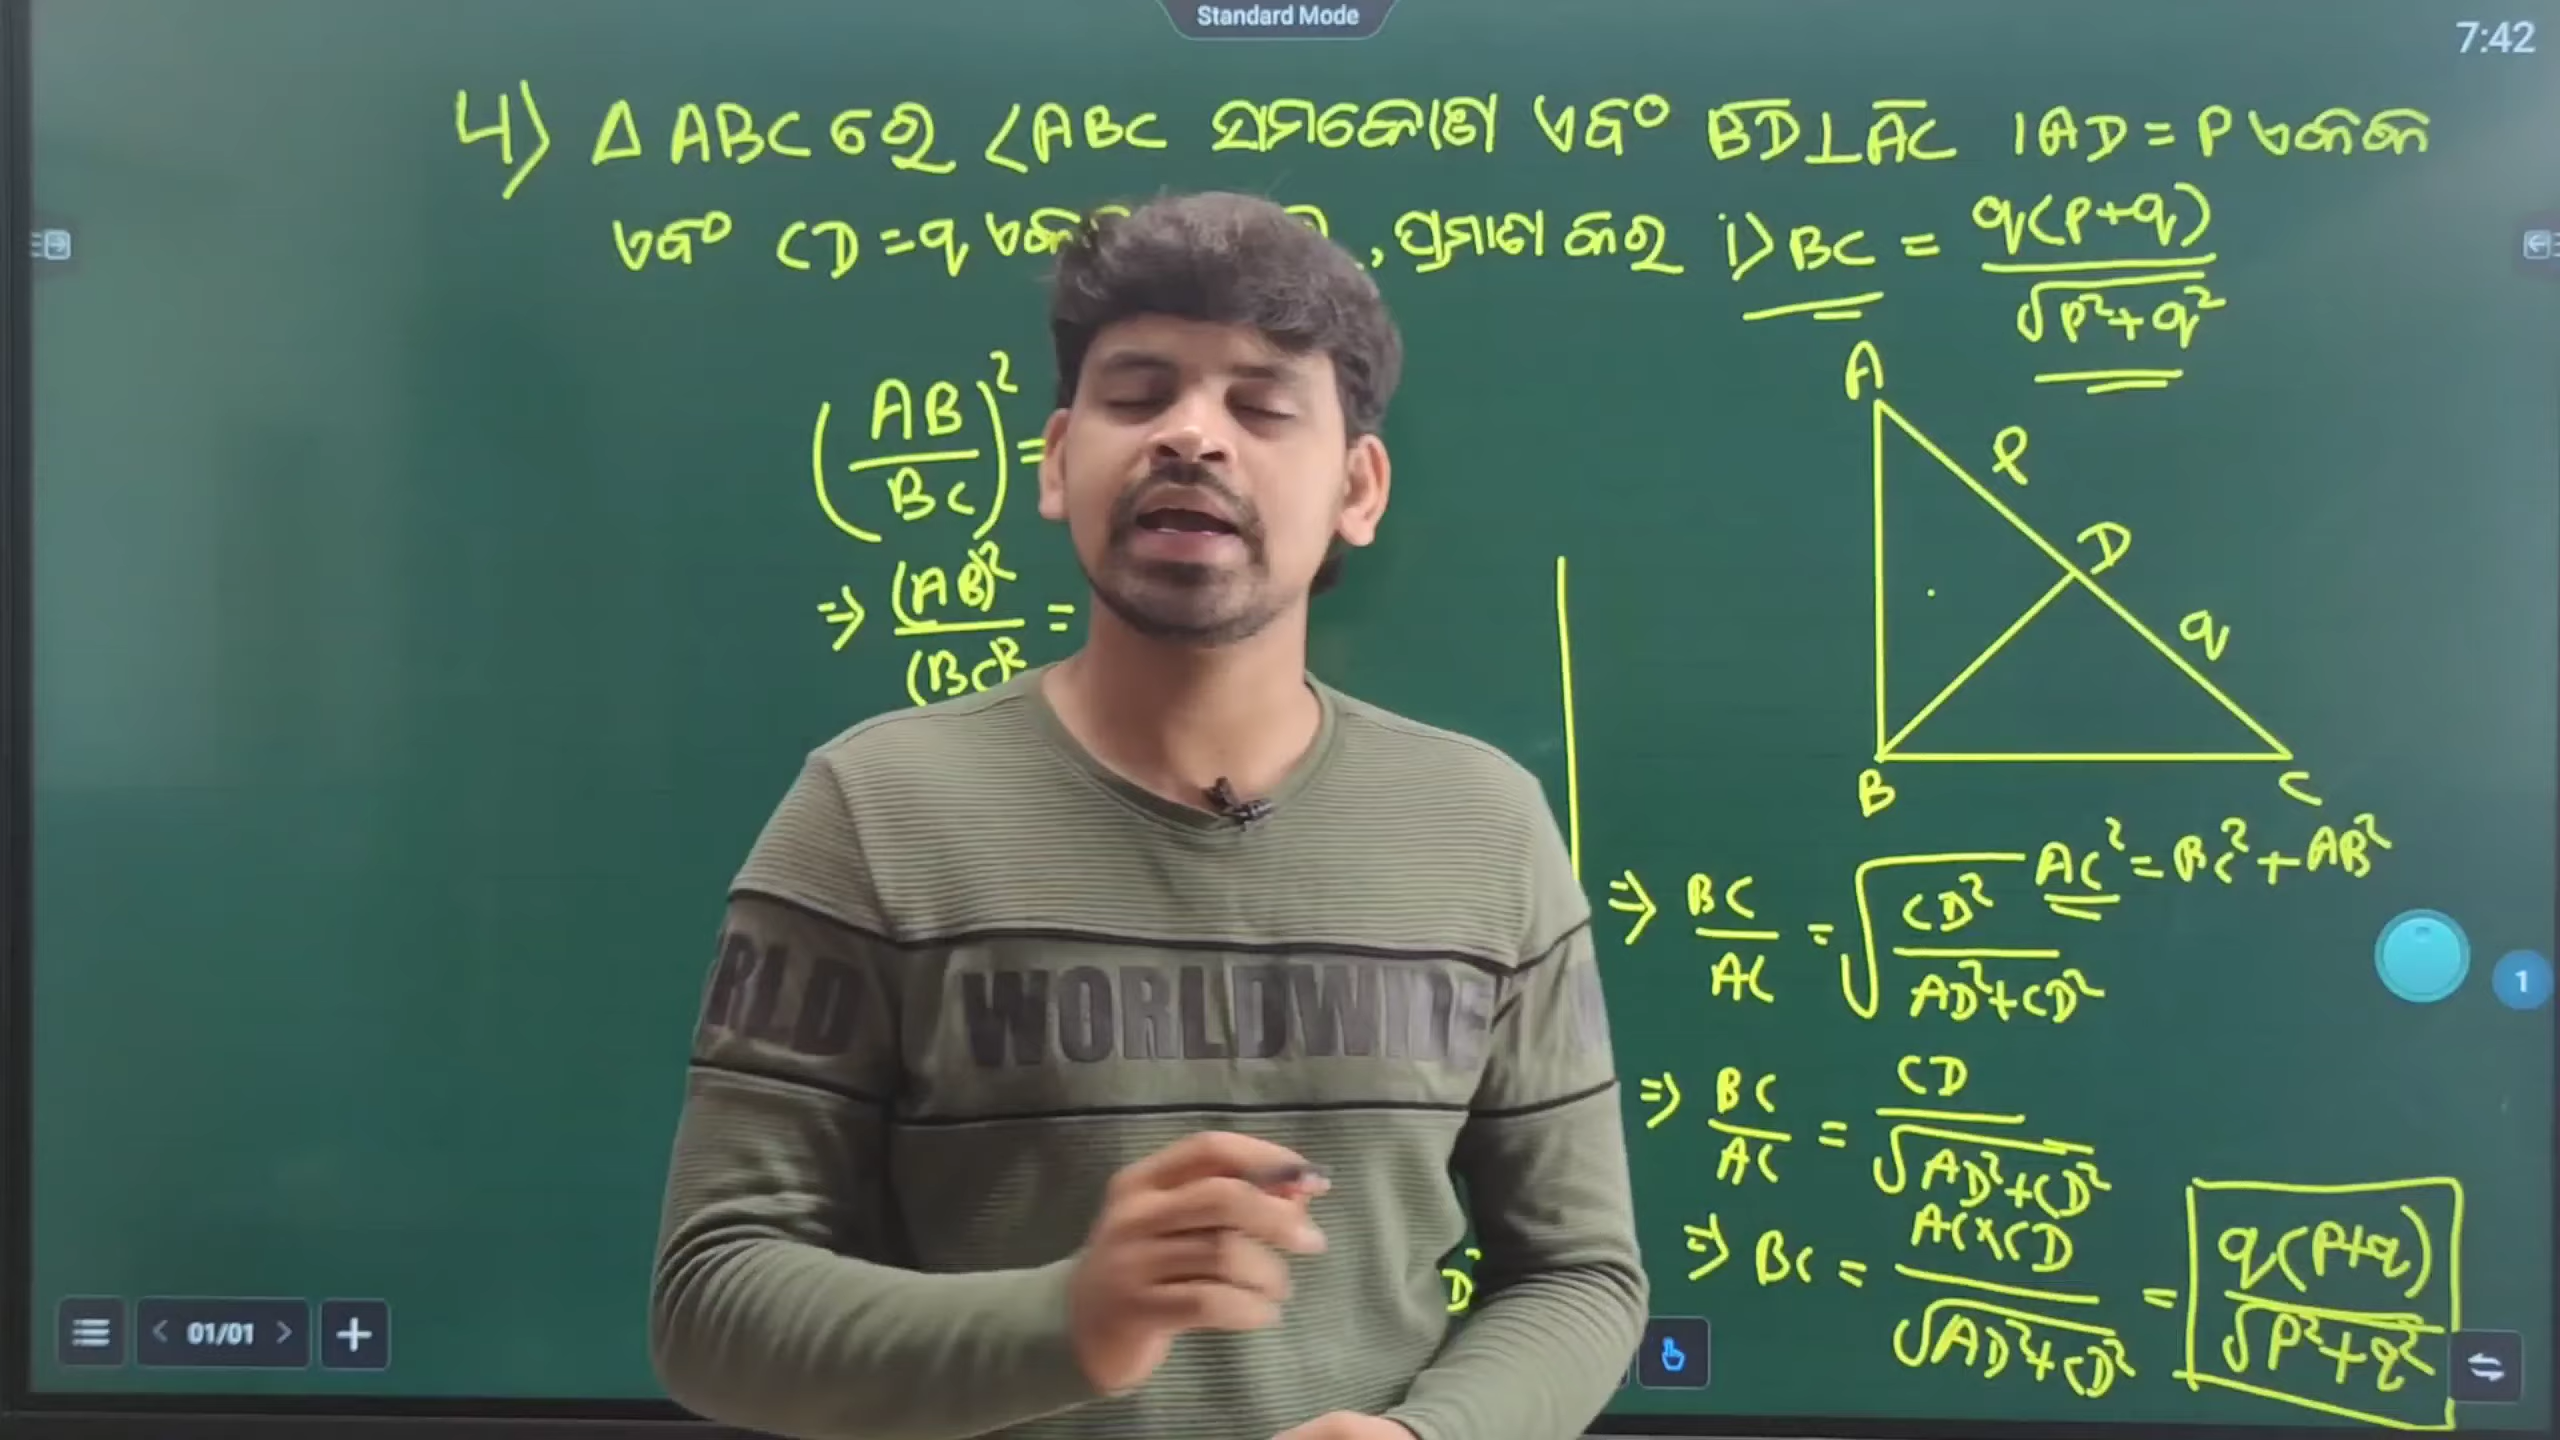 Standard Mode
7:42
4) Δ ABC ରେ <ABC ସମକୋଣ ଏବଂ BD⊥AC । AD = P ଏକକ
ଏବଂ CD = q , ପ୍ରମାଣ କର i) BC = q(P+q) / √P²+q²
(AB/BC)² =
⇒ (AB)²/(BC)² =
A
P
D
q
B
C
AC² = BC² + AB²
⇒ BC/AC = √CD²/AD²+CD²
⇒ BC/AC = CD/√AD²+CD²
⇒ BC = AC×CD/√AD²+CD² = q(P+q)/√P²+q²
WORLDWIDE
RLD
D
01/01
1